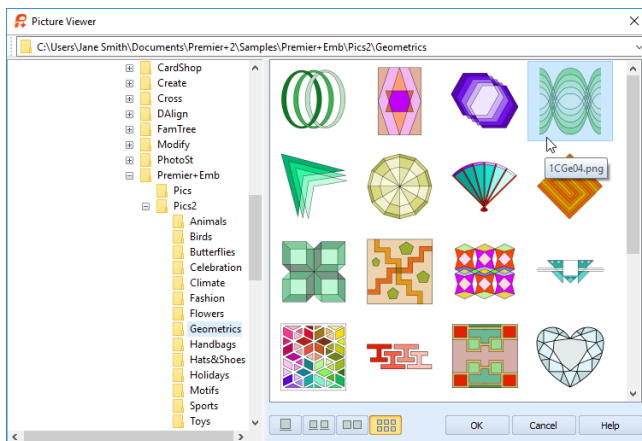 Picture Viewer
C:\Users\Jane Smith\Documents\Premier+2\Samples\Premier+Emb\Pics2\Geometrics
CardShop
Create
Cross
DAlign
FamTree
Modify
PhotoSt
Premier+Emb
Pics
Pics2
Animals
Birds
Butterflies
Celebration
Climate
Fashion
Flowers
Geometrics
Handbags
Hats&Shoes
Holidays
Motifs
Sports
Toys
1CGe04.png
OK Cancel Help